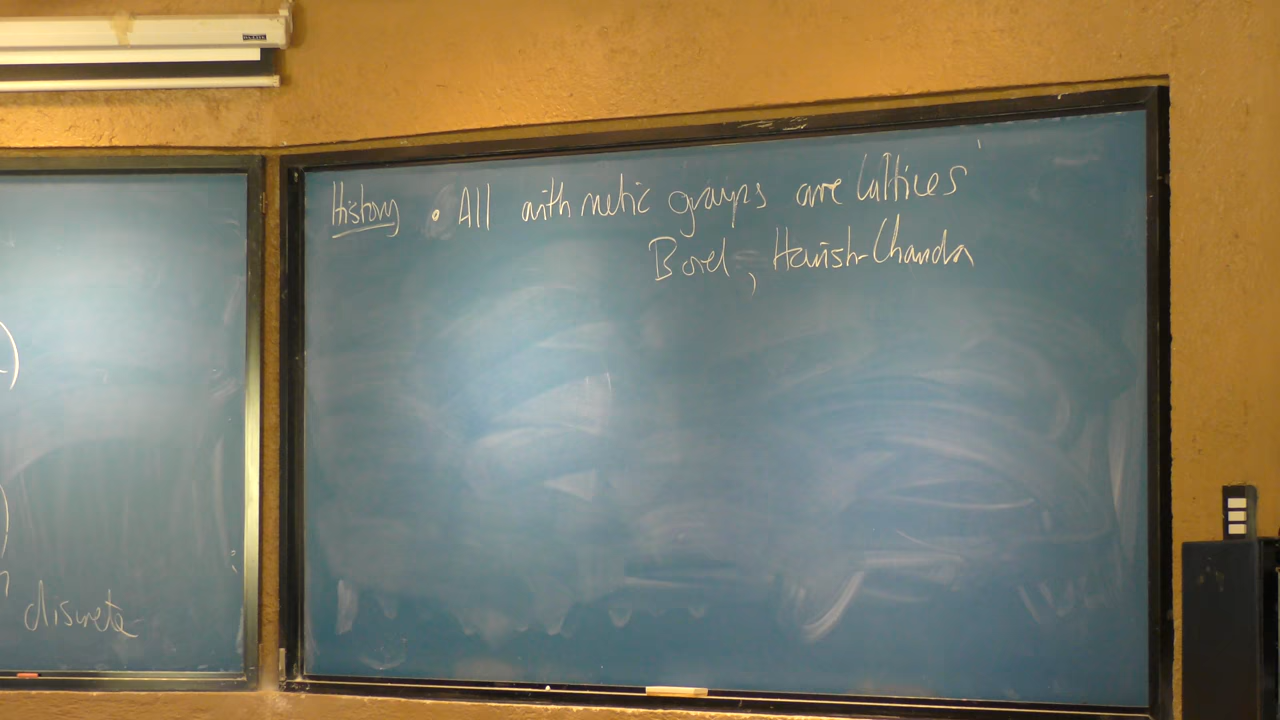 History • All arithmetic groups are lattices
Borel, Harish-Chandra
discrete